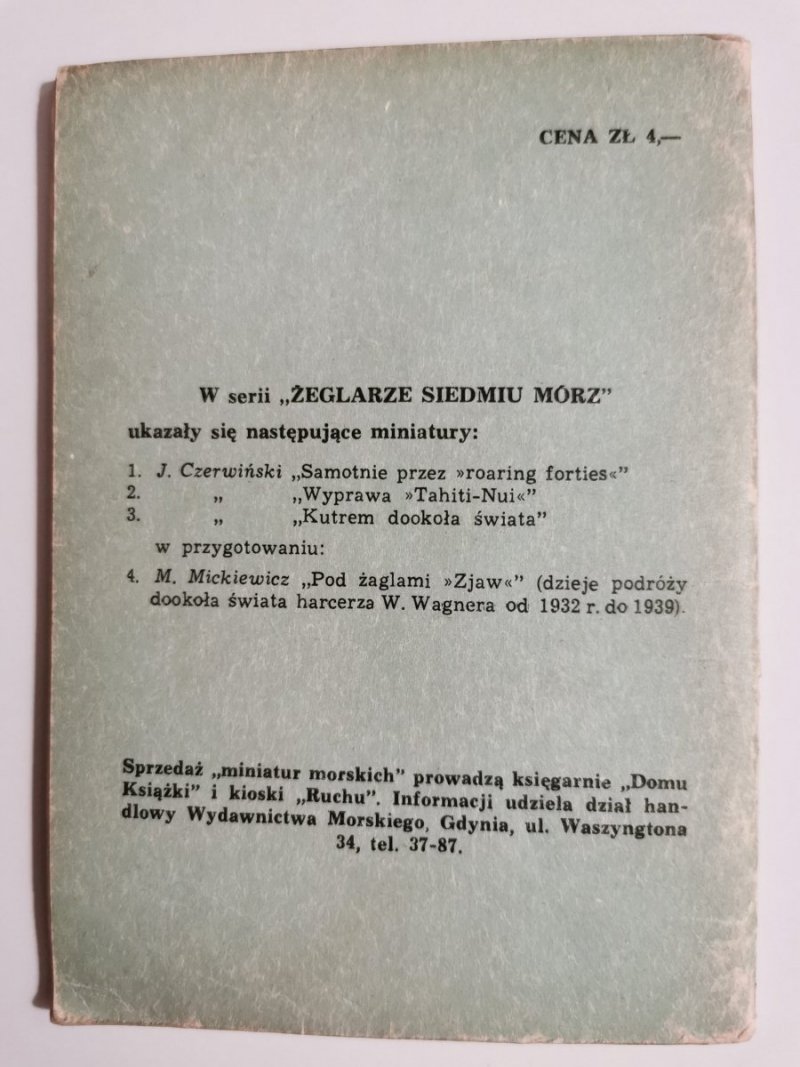 CENA ZŁ 4,—
W serii „ŻEGLARZE SIEDMIU MÓRZ”
ukazały się następujące miniatury:
1. J. Czerwiński „Samotnie przez »roaring forties«”
2. „ „Wyprawa »Tahiti-Nui«”
3. „ „Kutrem dookoła świata”
w przygotowaniu:
4. M. Mickiewicz „Pod żaglami »Zjaw«” (dzieje podróży
dookoła świata harcerza W. Wagnera od 1932 r. do 1939).
Sprzedaż „miniatur morskich” prowadzą księgarnie „Domu
Książki” i kioski „Ruchu”. Informacji udziela dział han-
dlowy Wydawnictwa Morskiego, Gdynia, ul. Waszyngtona
34, tel. 37-87.